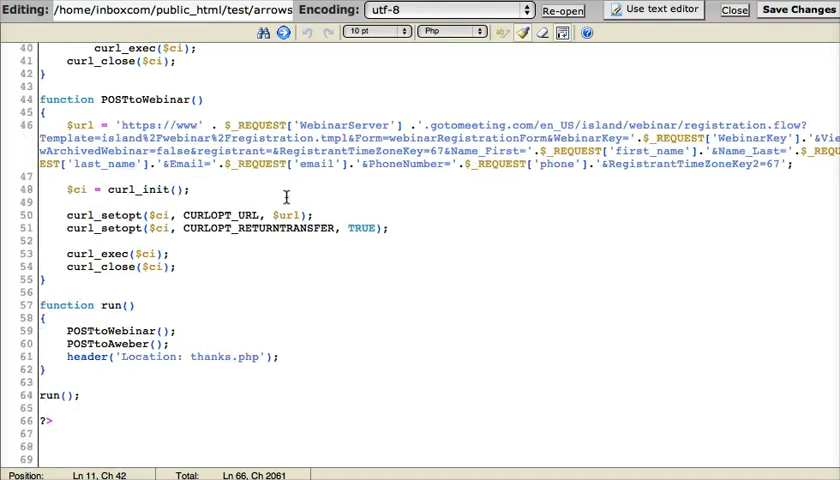 Editing: /home/inboxcom/public_html/test/arrows Encoding: utf-8 Re-open Use text editor Close Save Changes
10 pt Php
40 curl_exec($ci);
41 curl_close($ci);
42 }
43
44 function POSTtoWebinar()
45 {
46 $url = 'https://www' . $_REQUEST['WebinarServer'] .'.gotomeeting.com/en_US/island/webinar/registration.flow?
Template=island%2Fwebinar%2Fregistration.tmpl&Form=webinarRegistrationForm&WebinarKey='.$_REQUEST['WebinarKey'].'&Vie
wArchivedWebinar=false&registrant=&RegistrantTimeZoneKey=67&Name_First='.$_REQUEST['first_name'].'&Name_Last='.$_REQU
EST['last_name'].'&Email='.$_REQUEST['email'].'&PhoneNumber='.$_REQUEST['phone'].'&RegistrantTimeZoneKey2=67';
47
48 $ci = curl_init();
49
50 curl_setopt($ci, CURLOPT_URL, $url);
51 curl_setopt($ci, CURLOPT_RETURNTRANSFER, TRUE);
52
53 curl_exec($ci);
54 curl_close($ci);
55 }
56
57 function run()
58 {
59 POSTtoWebinar();
60 POSTtoAweber();
61 header('Location: thanks.php');
62 }
63
64 run();
65
66 ?>
67
68
69
Position: Ln 11, Ch 42 Total: Ln 66, Ch 2061